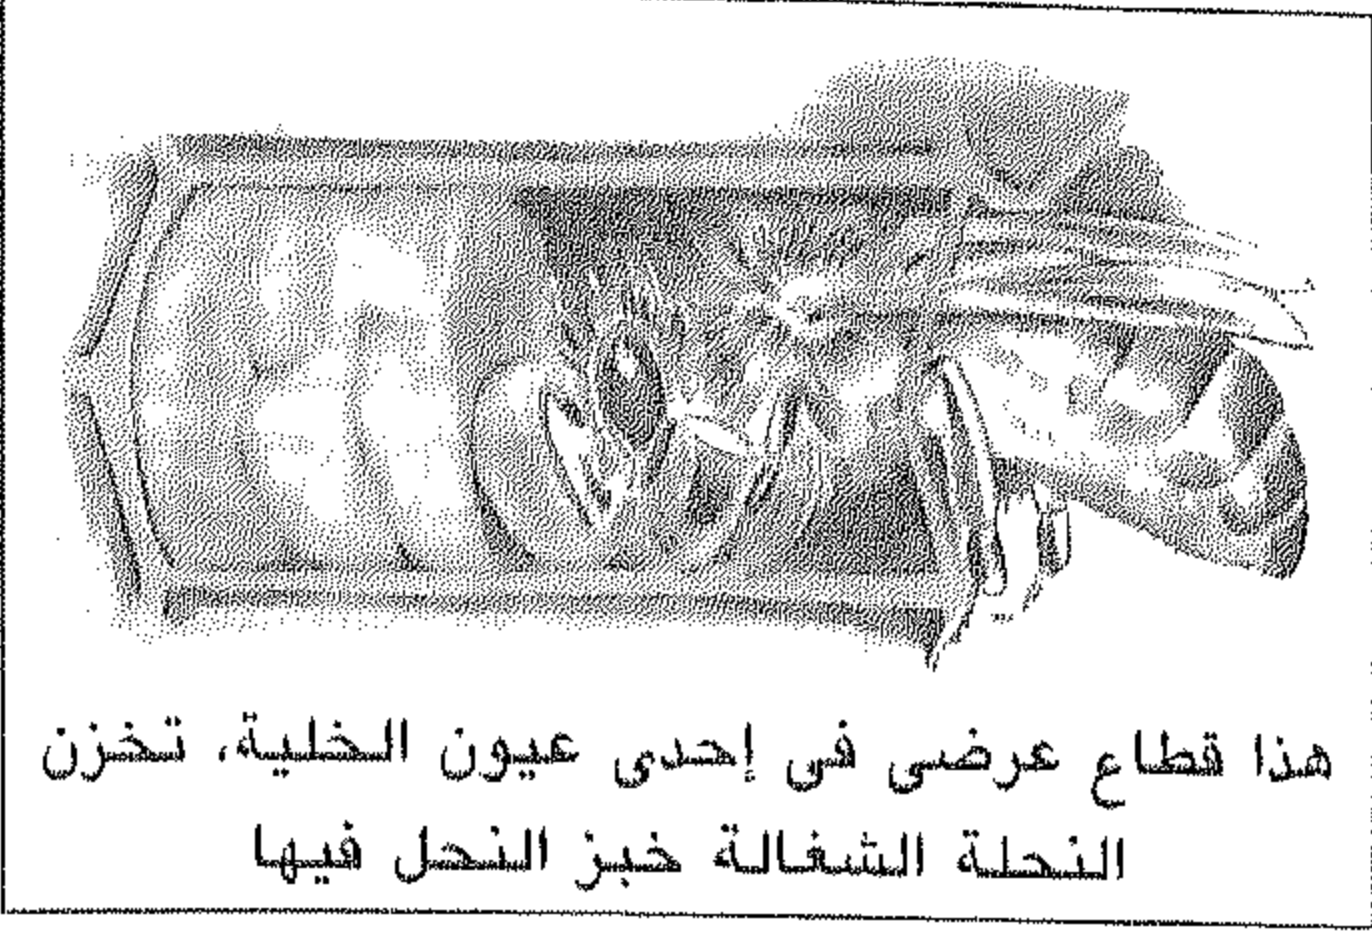 هذا قطاع عرضى فى إحدى عيون الخلية، تخزن
النحلة الشغالة خبز النحل فيها